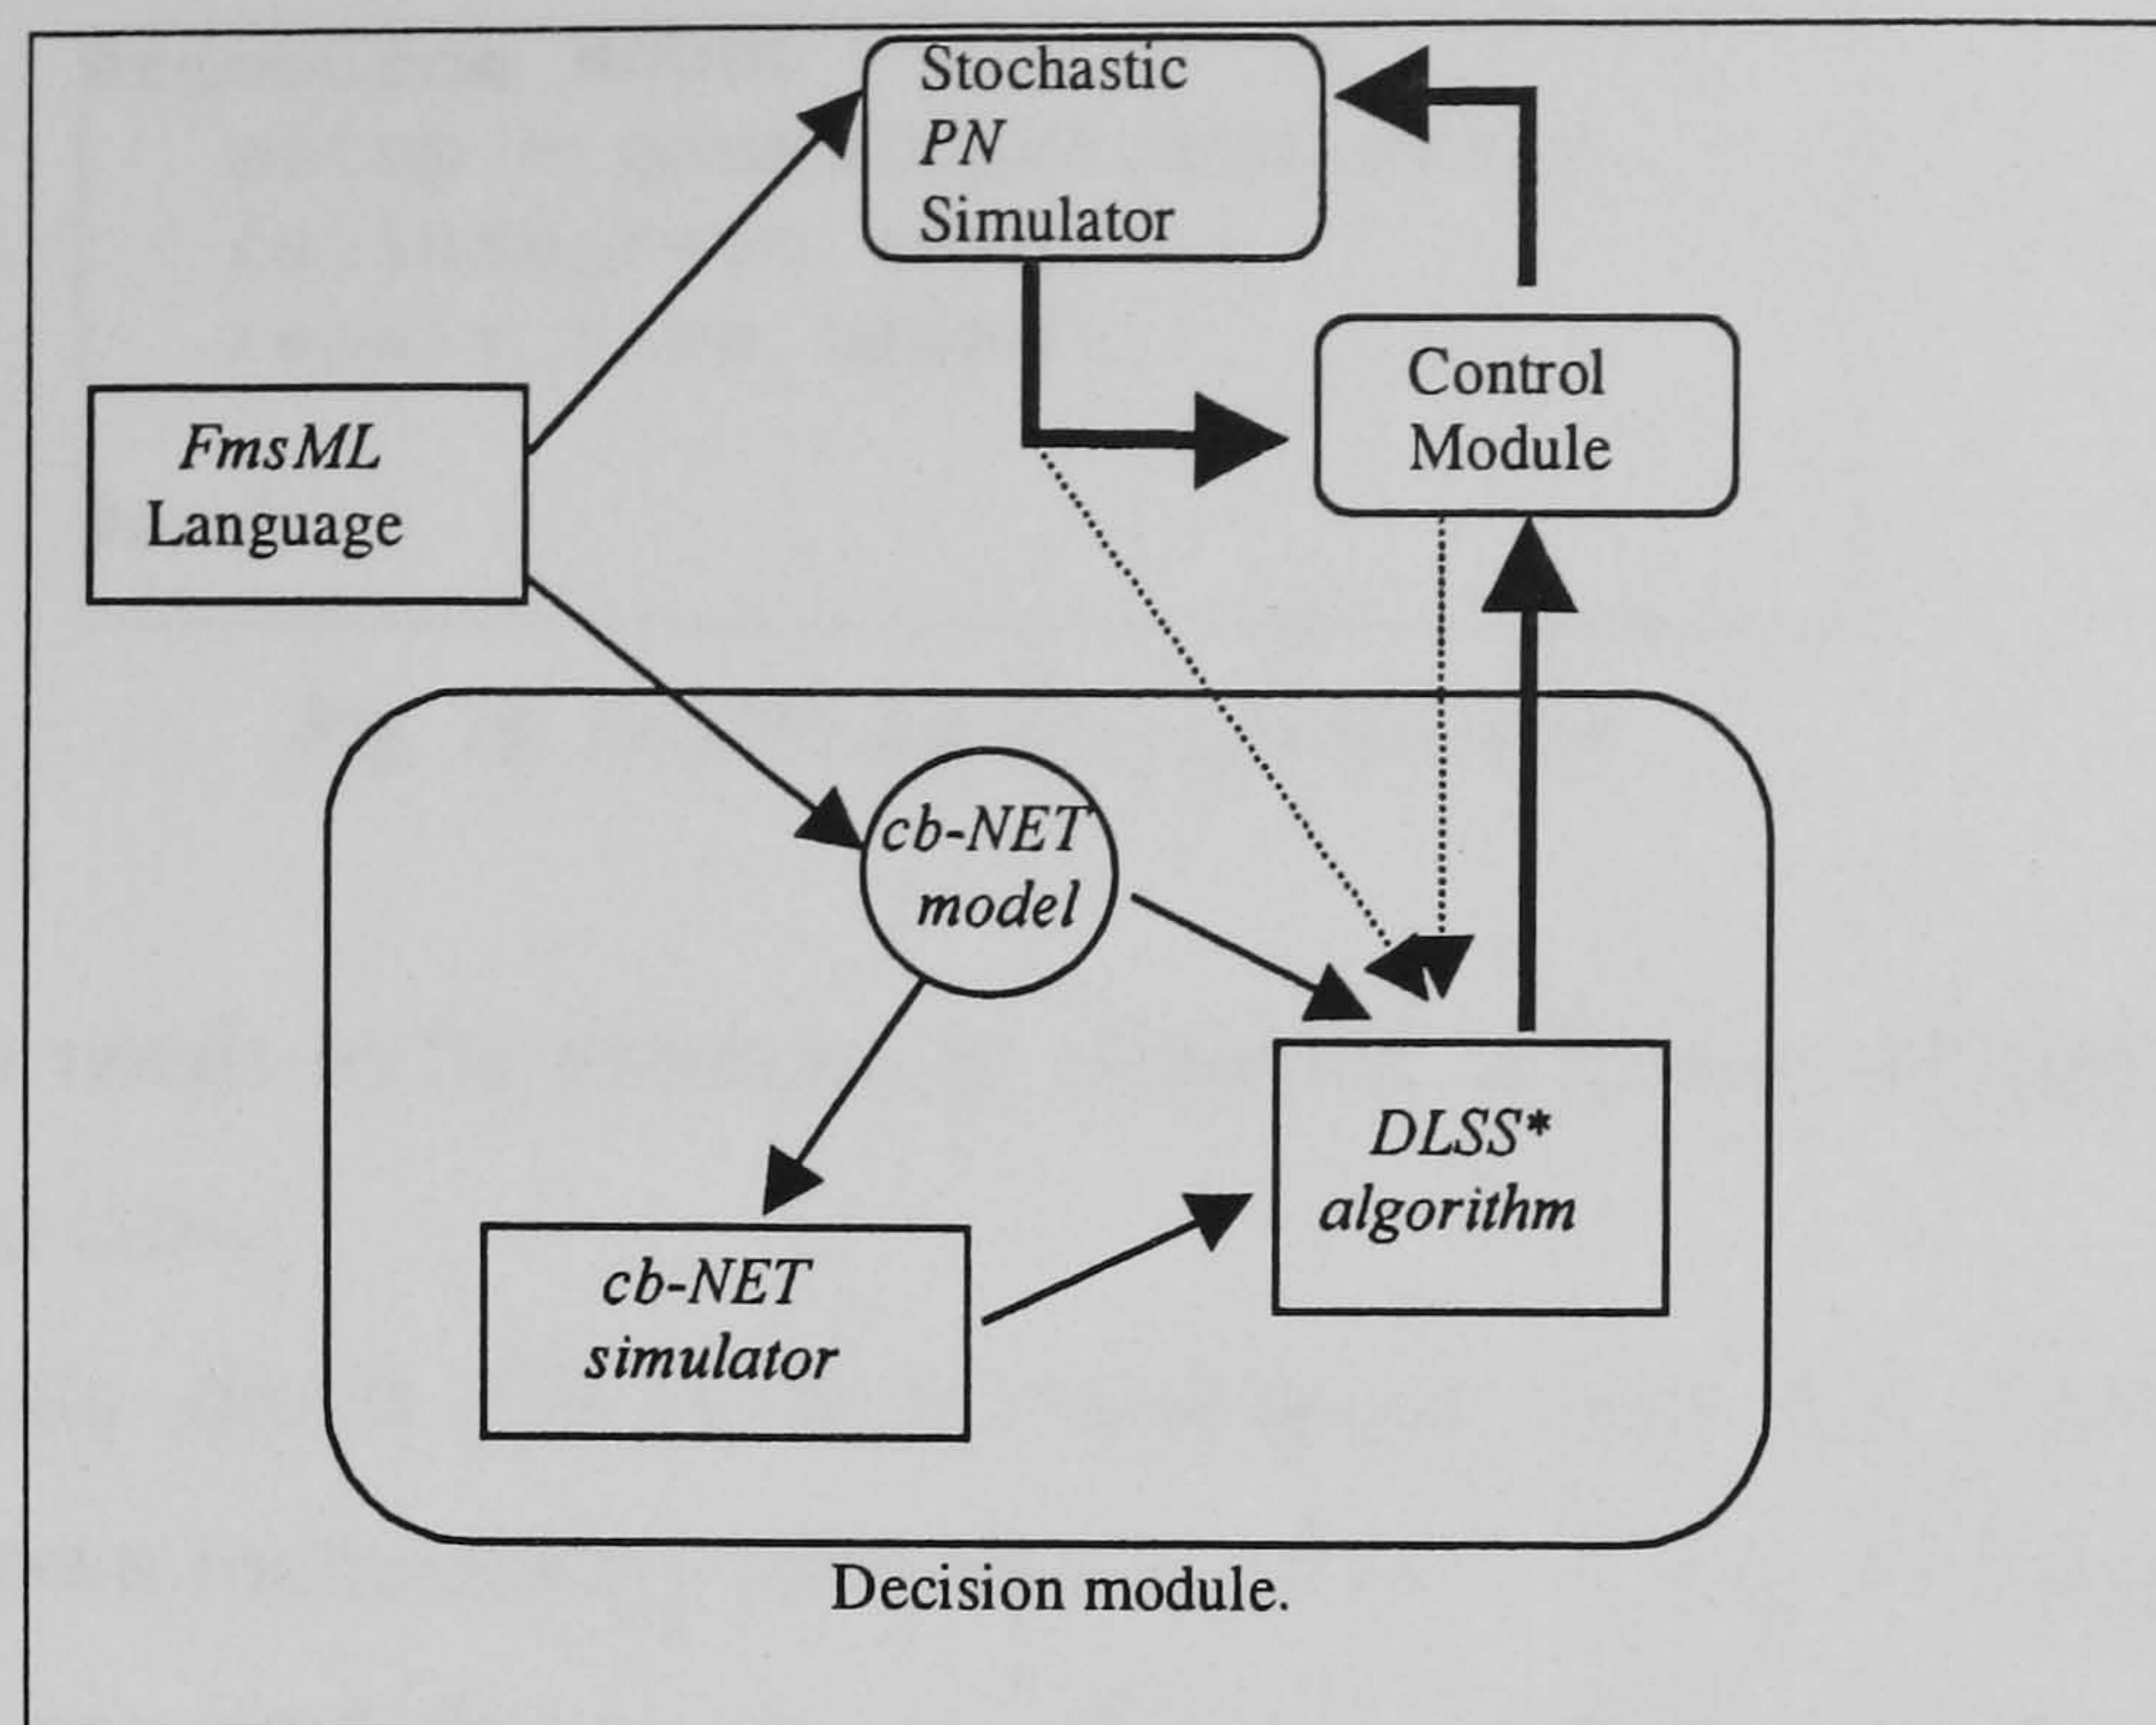 Stochastic
PN
Simulator
Control
Module
FmsML
Language
cb-NET
model
DLSS*
algorithm
cb-NET
simulator
Decision module.